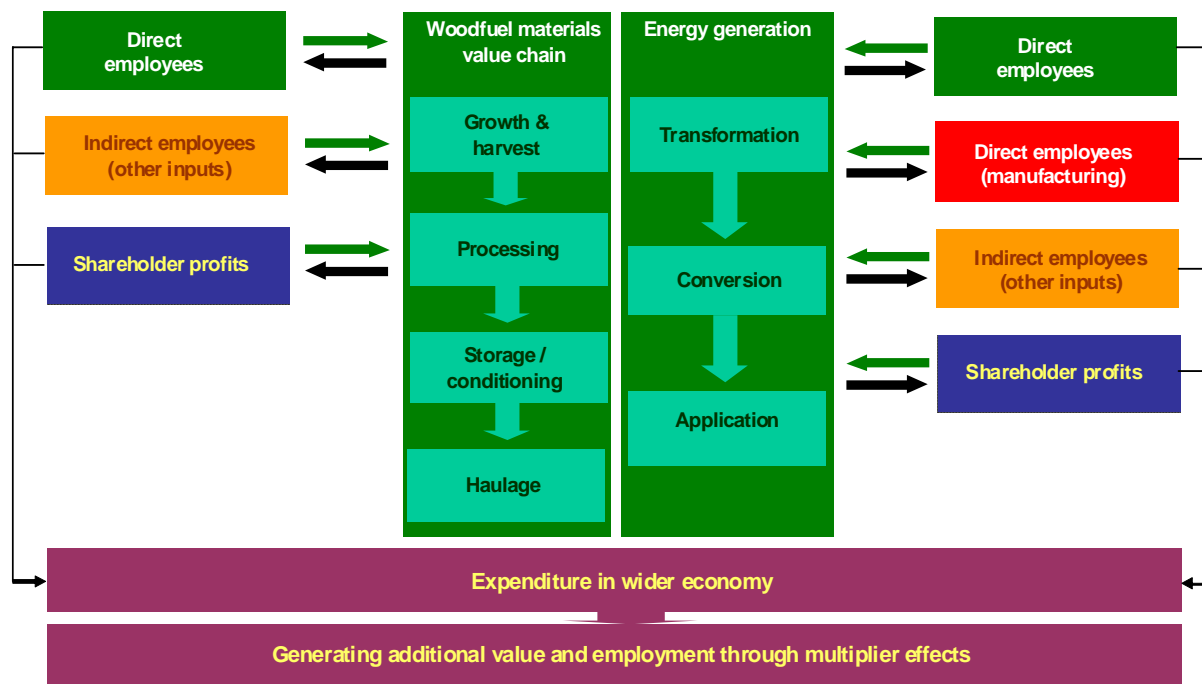 Direct
employees
Indirect employees
(other inputs)
Shareholder profits
Woodfuel materials
value chain
Growth &
harvest
Processing
Storage /
conditioning
Haulage
Energy generation
Transformation
Conversion
Application
Direct
employees
Direct employees
(manufacturing)
Indirect employees
(other inputs)
Shareholder profits
Expenditure in wider economy
Generating additional value and employment through multiplier effects